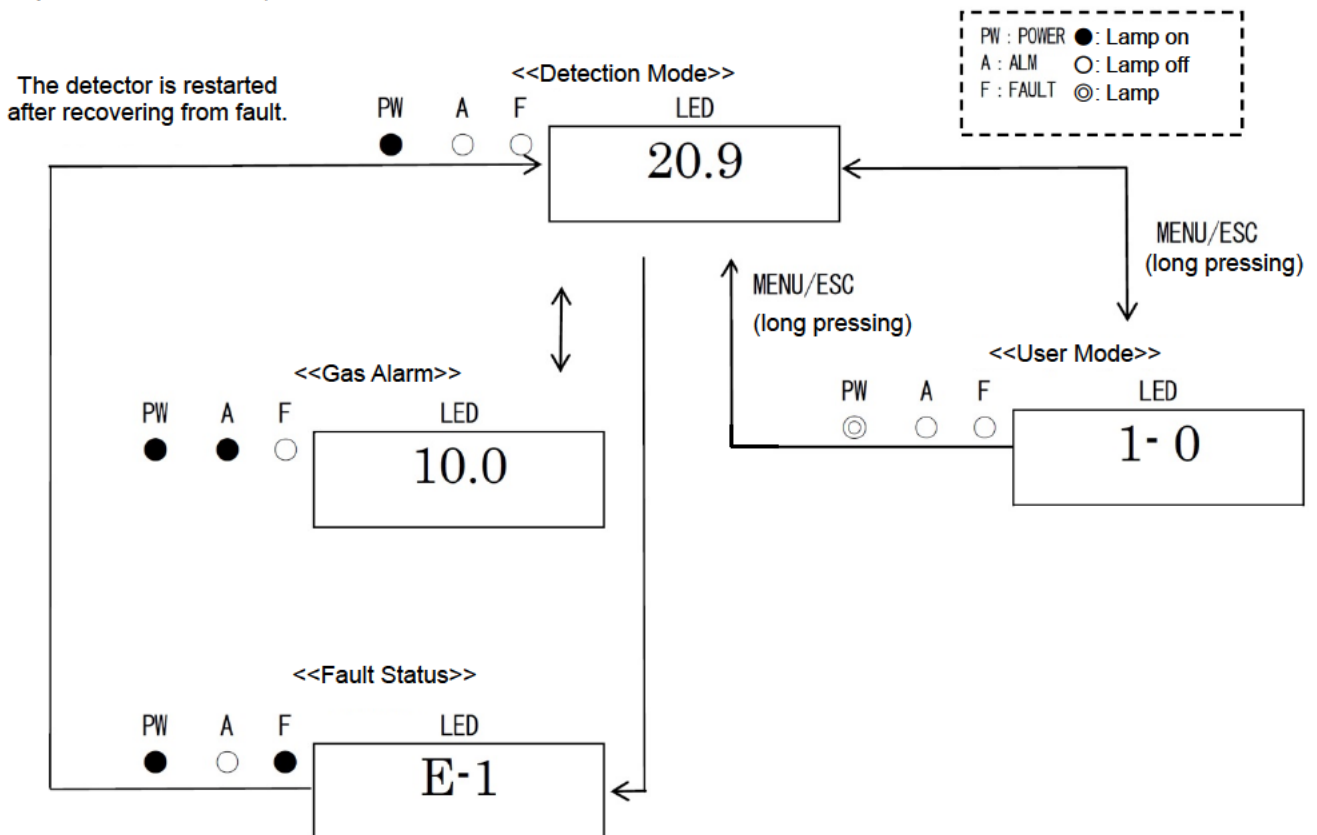 PW : POWER ●: Lamp on
A : ALM ○: Lamp off
F : FAULT ◎: Lamp
The detector is restarted
after recovering from fault.
<<Detection Mode>>
PW A F LED
20.9
MENU/ESC
(long pressing)
MENU/ESC
(long pressing)
<<User Mode>>
PW A F LED
1- 0
<<Gas Alarm>>
PW A F LED
10.0
<<Fault Status>>
PW A F LED
E-1